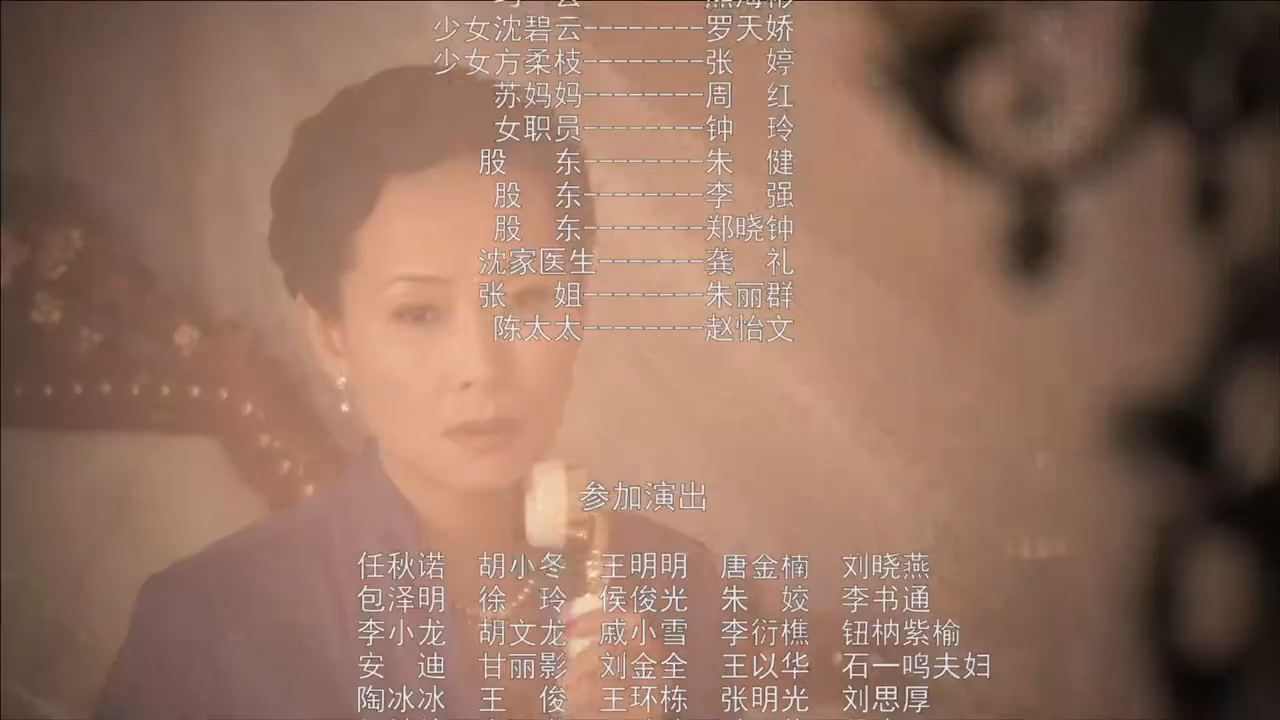 少女沈碧云--------罗天娇
少女方柔枝--------张 婷
苏妈妈--------周 红
女职员--------钟 玲
股 东--------朱 健
股 东--------李 强
股 东--------郑晓钟
沈家医生-------龚 礼
张 姐--------朱丽群
陈太太--------赵怡文
参加演出
任秋诺 胡小冬 王明明 唐金楠 刘晓燕
包泽明 徐 玲 侯俊光 朱 姣 李书通
李小龙 胡文龙 戚小雪 李衍樵 钮枘紫榆
安 迪 甘丽影 刘金全 王以华 石一鸣夫妇
陶冰冰 王 俊 王环栋 张明光 刘思厚